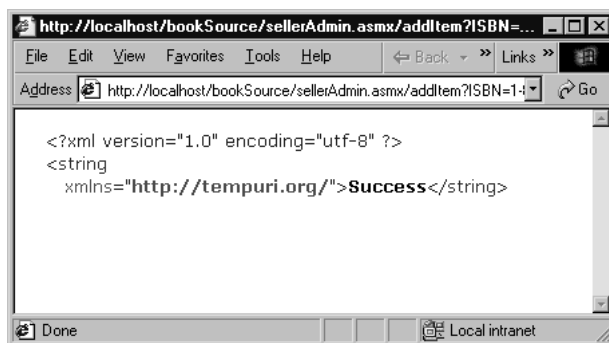 http://localhost/bookSource/sellerAdmin.asmx/addItem?ISBN=...
File Edit View Favorites Tools Help Back » Links »
Address http://localhost/bookSource/sellerAdmin.asmx/addItem?ISBN=1- Go
<?xml version="1.0" encoding="utf-8" ?>
<string
xmlns="http://tempuri.org/">Success</string>
Done Local intranet